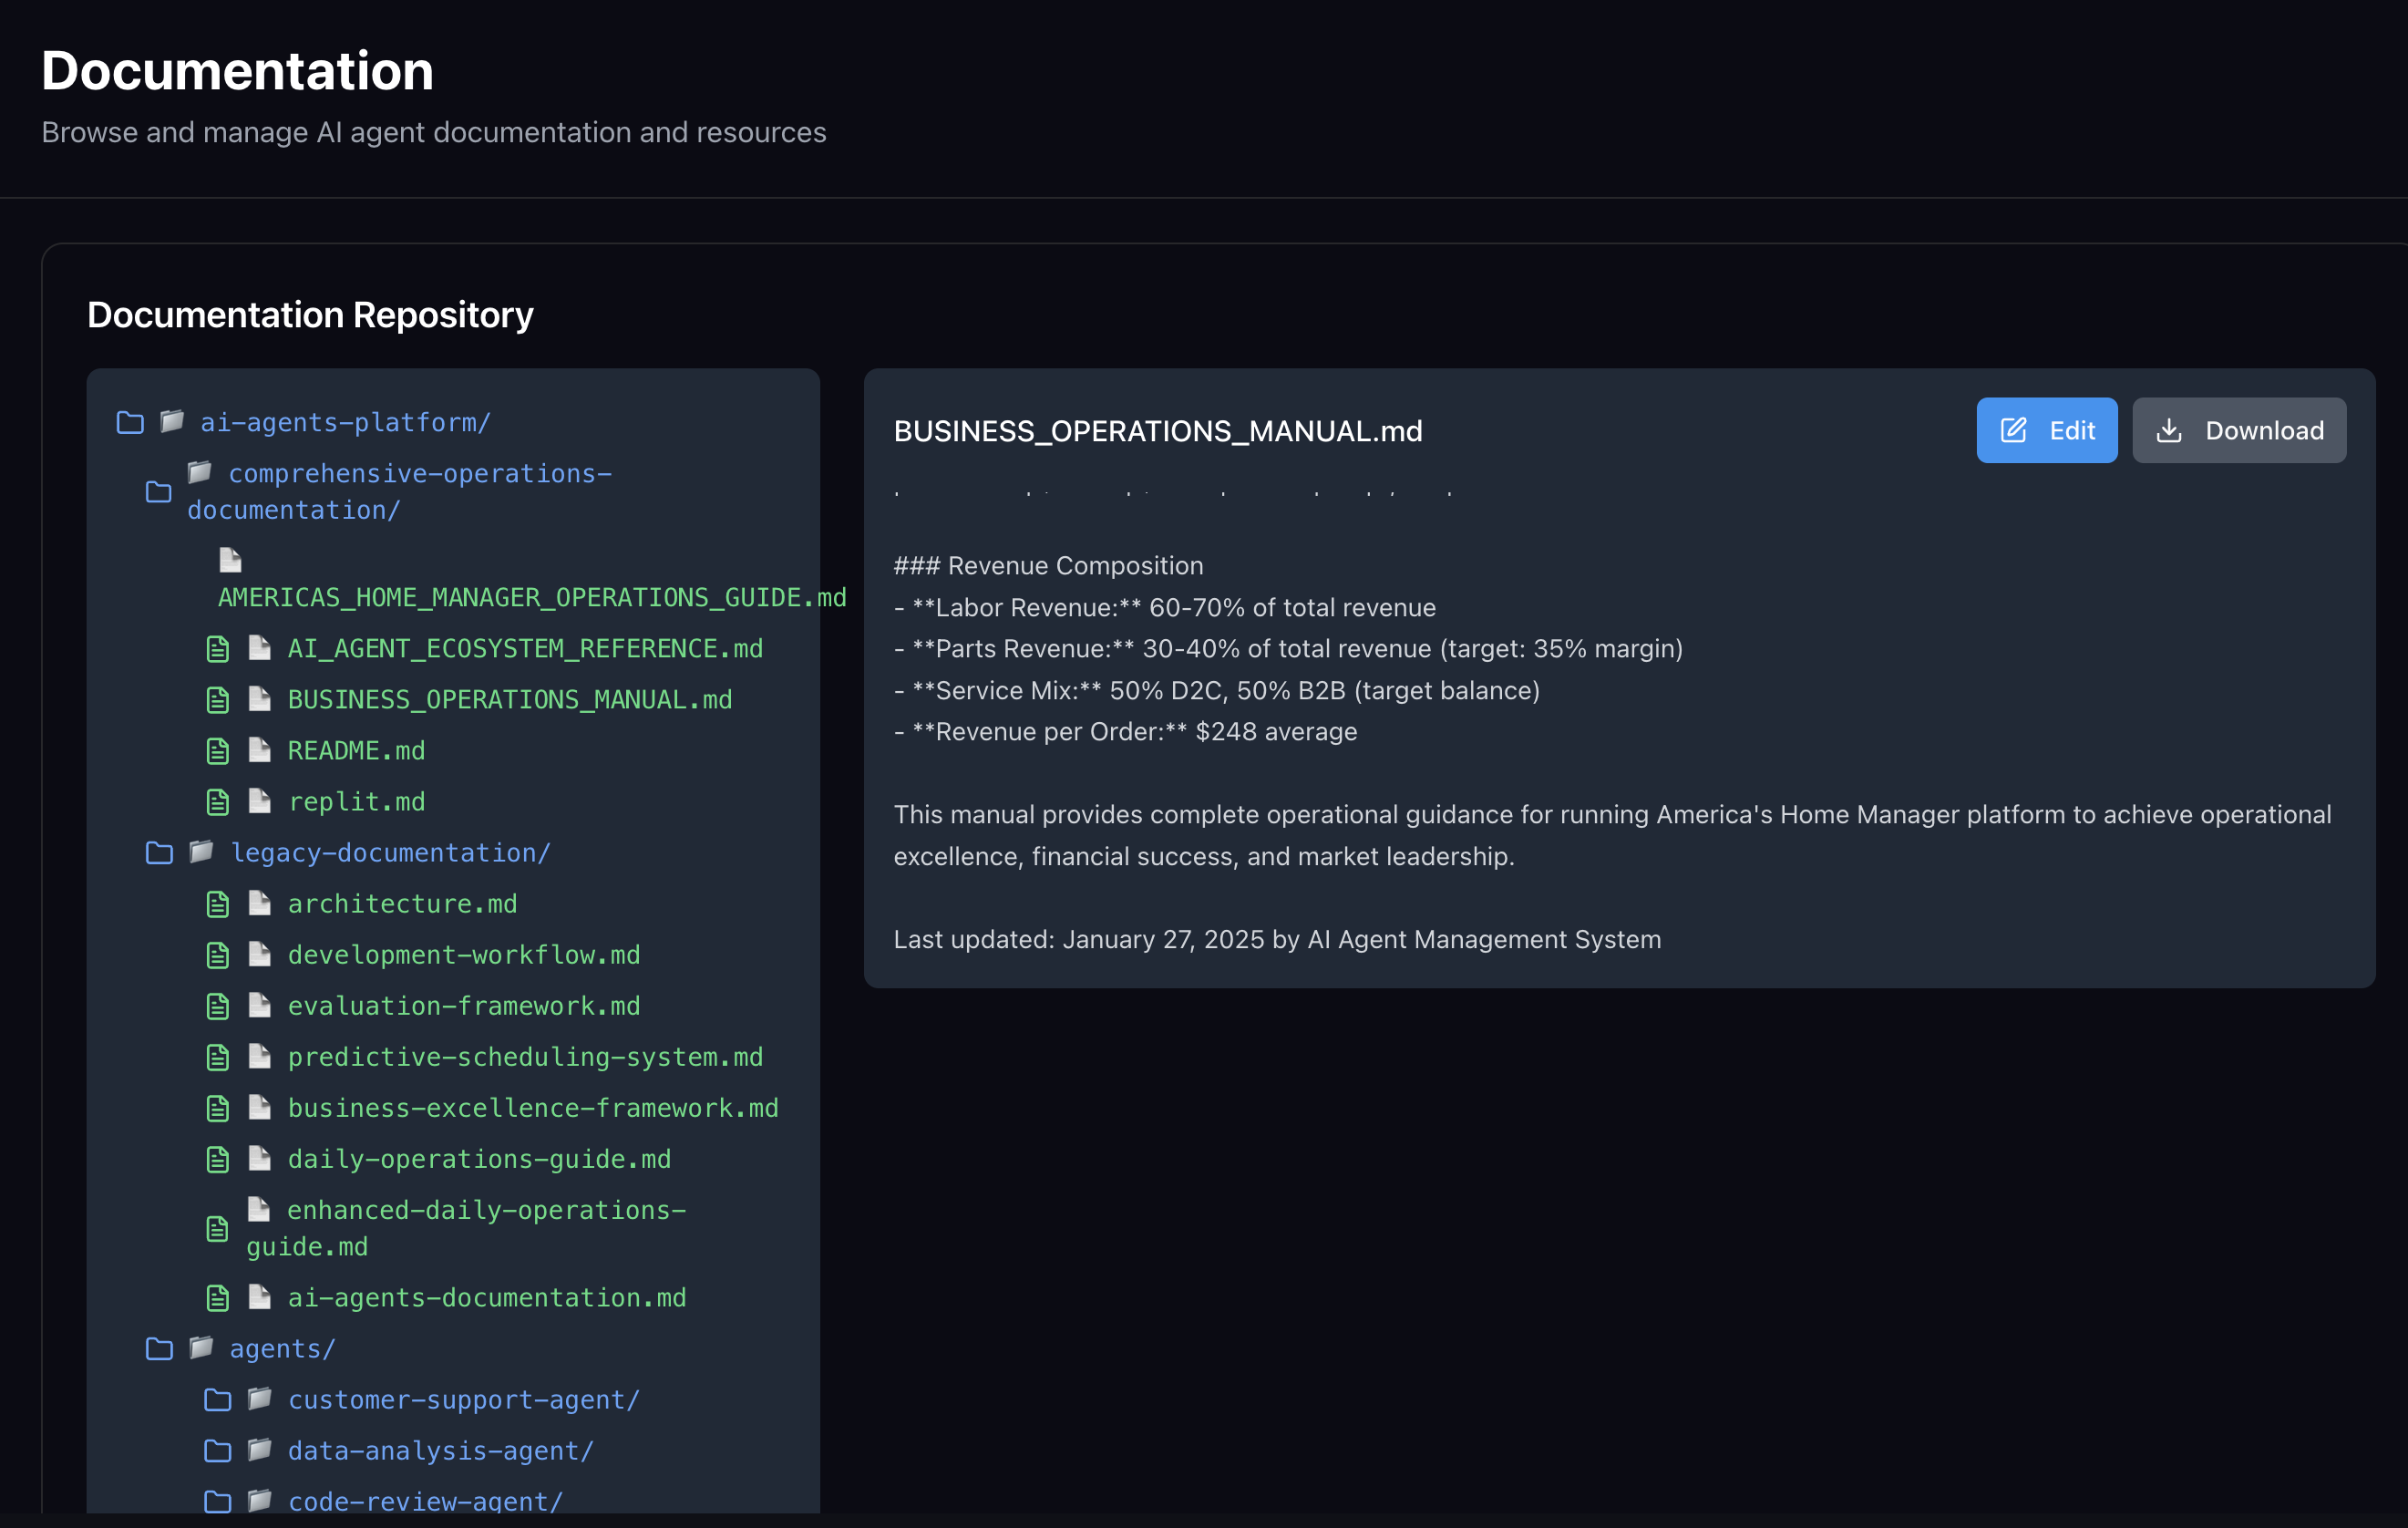 Documentation
Browse and manage AI agent documentation and resources
Documentation Repository
ai-agents-platform/
comprehensive-operations-
documentation/
AMERICAS_HOME_MANAGER_OPERATIONS_GUIDE.md
AI_AGENT_ECOSYSTEM_REFERENCE.md
BUSINESS_OPERATIONS_MANUAL.md
README.md
replit.md
legacy-documentation/
architecture.md
development-workflow.md
evaluation-framework.md
predictive-scheduling-system.md
business-excellence-framework.md
daily-operations-guide.md
enhanced-daily-operations-
guide.md
ai-agents-documentation.md
agents/
customer-support-agent/
data-analysis-agent/
code-review-agent/
BUSINESS_OPERATIONS_MANUAL.md
Edit
Download
### Revenue Composition
- **Labor Revenue:** 60-70% of total revenue
- **Parts Revenue:** 30-40% of total revenue (target: 35% margin)
- **Service Mix:** 50% D2C, 50% B2B (target balance)
- **Revenue per Order:** $248 average
This manual provides complete operational guidance for running America's Home Manager platform to achieve operational
excellence, financial success, and market leadership.
Last updated: January 27, 2025 by AI Agent Management System